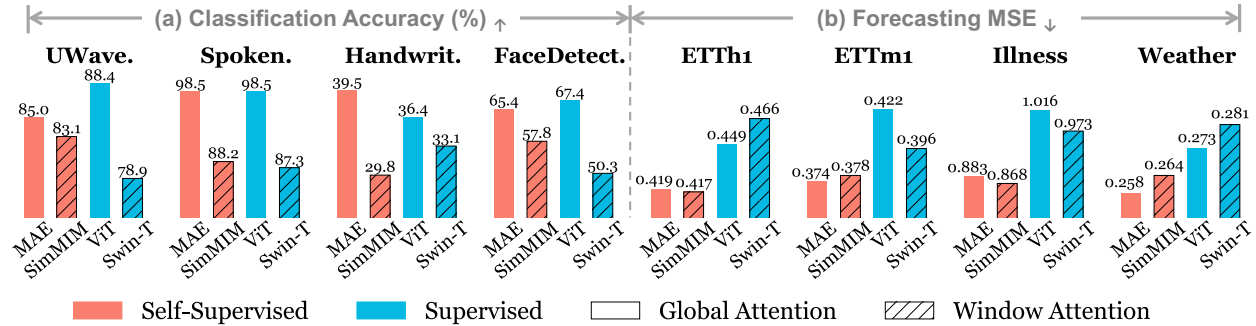 (a) Classification Accuracy (%) ↑
(b) Forecasting MSE ↓
UWave.
85.0
83.1
88.4
78.9
MAE
SimMIM
ViT
Swin-T
Spoken.
98.5
88.2
98.5
87.3
MAE
SimMIM
ViT
Swin-T
Handwrit.
39.5
29.8
36.4
33.1
MAE
SimMIM
ViT
Swin-T
FaceDetect.
65.4
57.8
67.4
50.3
MAE
SimMIM
ViT
Swin-T
ETTh1
0.419
0.417
0.449
0.466
MAE
SimMIM
ViT
Swin-T
ETTm1
0.374
0.378
0.422
0.396
MAE
SimMIM
ViT
Swin-T
Illness
0.883
0.868
1.016
0.973
MAE
SimMIM
ViT
Swin-T
Weather
0.258
0.264
0.273
0.281
MAE
SimMIM
ViT
Swin-T
Self-Supervised
Supervised
Global Attention
Window Attention